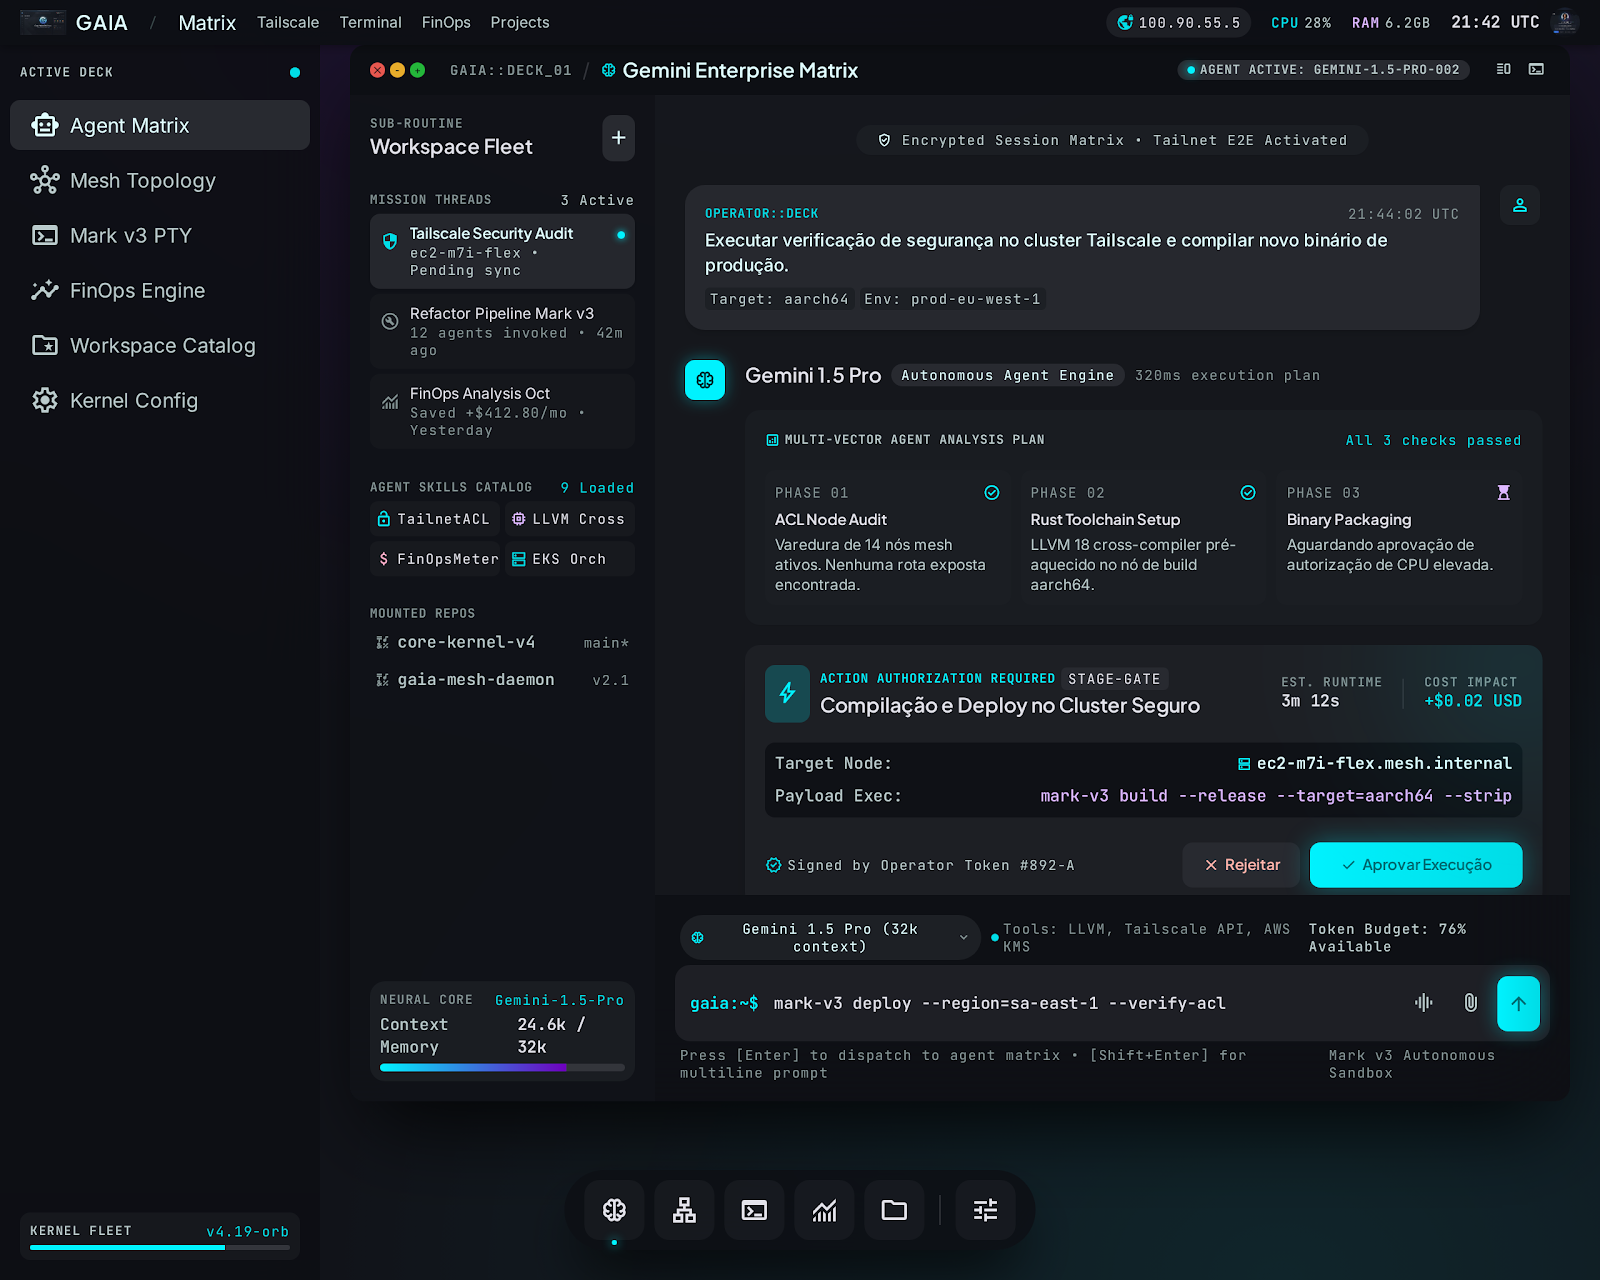 GAIA / Matrix Tailscale Terminal FinOps Projects 100.90.55.5 CPU 28% RAM 6.2GB 21:42 UTC
ACTIVE DECK
Agent Matrix
Mesh Topology
Mark v3 PTY
FinOps Engine
Workspace Catalog
Kernel Config
KERNEL FLEET v4.19-orb
GAIA::DECK_01 / Gemini Enterprise Matrix
AGENT ACTIVE: GEMINI-1.5-PRO-002
SUB-ROUTINE
Workspace Fleet
+
MISSION THREADS 3 Active
Tailscale Security Audit
ec2-m7i-flex •
Pending sync
Refactor Pipeline Mark v3
12 agents invoked • 42m
ago
FinOps Analysis Oct
Saved +$412.80/mo •
Yesterday
AGENT SKILLS CATALOG 9 Loaded
TailnetACL LLVM Cross
$ FinOpsMeter EKS Orch
MOUNTED REPOS
core-kernel-v4 main*
gaia-mesh-daemon v2.1
NEURAL CORE Gemini-1.5-Pro
Context 24.6k /
Memory 32k
Encrypted Session Matrix • Tailnet E2E Activated
OPERATOR::DECK 21:44:02 UTC
Executar verificação de segurança no cluster Tailscale e compilar novo binário de
produção.
Target: aarch64 Env: prod-eu-west-1
Gemini 1.5 Pro Autonomous Agent Engine 320ms execution plan
MULTI-VECTOR AGENT ANALYSIS PLAN All 3 checks passed
PHASE 01
ACL Node Audit
Varedura de 14 nós mesh
ativos. Nenhuma rota exposta
encontrada.
PHASE 02
Rust Toolchain Setup
LLVM 18 cross-compiler pré-
aquecido no nó de build
aarch64.
PHASE 03
Binary Packaging
Aguardando aprovação de
autorização de CPU elevada.
ACTION AUTHORIZATION REQUIRED STAGE-GATE
Compilação e Deploy no Cluster Seguro
EST. RUNTIME
3m 12s
COST IMPACT
+$0.02 USD
Target Node: ec2-m7i-flex.mesh.internal
Payload Exec: mark-v3 build --release --target=aarch64 --strip
Signed by Operator Token #892-A
Rejeitar
Aprovar Execução
Gemini 1.5 Pro (32k
context)
Tools: LLVM, Tailscale API, AWS
KMS
Token Budget: 76%
Available
gaia:~$ mark-v3 deploy --region=sa-east-1 --verify-acl
Press [Enter] to dispatch to agent matrix • [Shift+Enter] for
multiline prompt
Mark v3 Autonomous
Sandbox